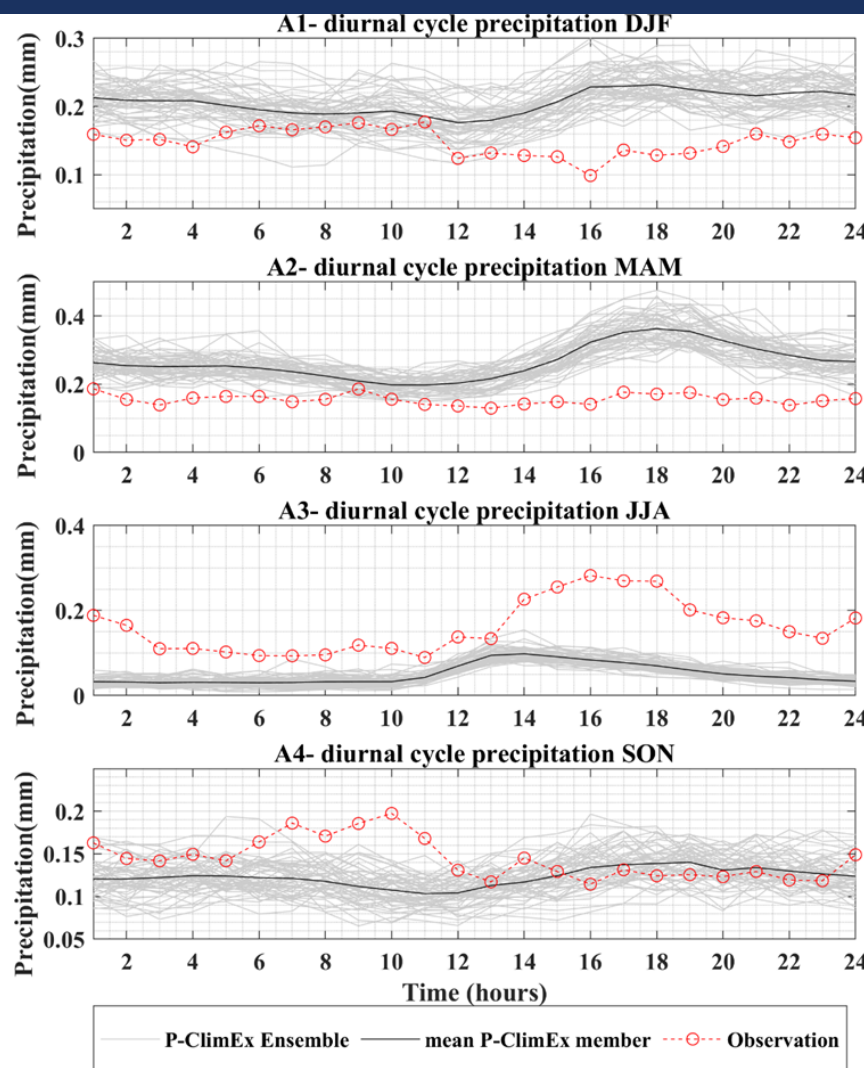 A1- diurnal cycle precipitation DJF
Precipitation(mm)
0.3
0.2
0.1
2 4 6 8 10 12 14 16 18 20 22 24
A2- diurnal cycle precipitation MAM
Precipitation(mm)
0.4
0.2
0
2 4 6 8 10 12 14 16 18 20 22 24
A3- diurnal cycle precipitation JJA
Precipitation(mm)
0.4
0.2
0
2 4 6 8 10 12 14 16 18 20 22 24
A4- diurnal cycle precipitation SON
Precipitation(mm)
0.2
0.15
0.1
0.05
2 4 6 8 10 12 14 16 18 20 22 24
Time (hours)
P-ClimEx Ensemble mean P-ClimEx member Observation